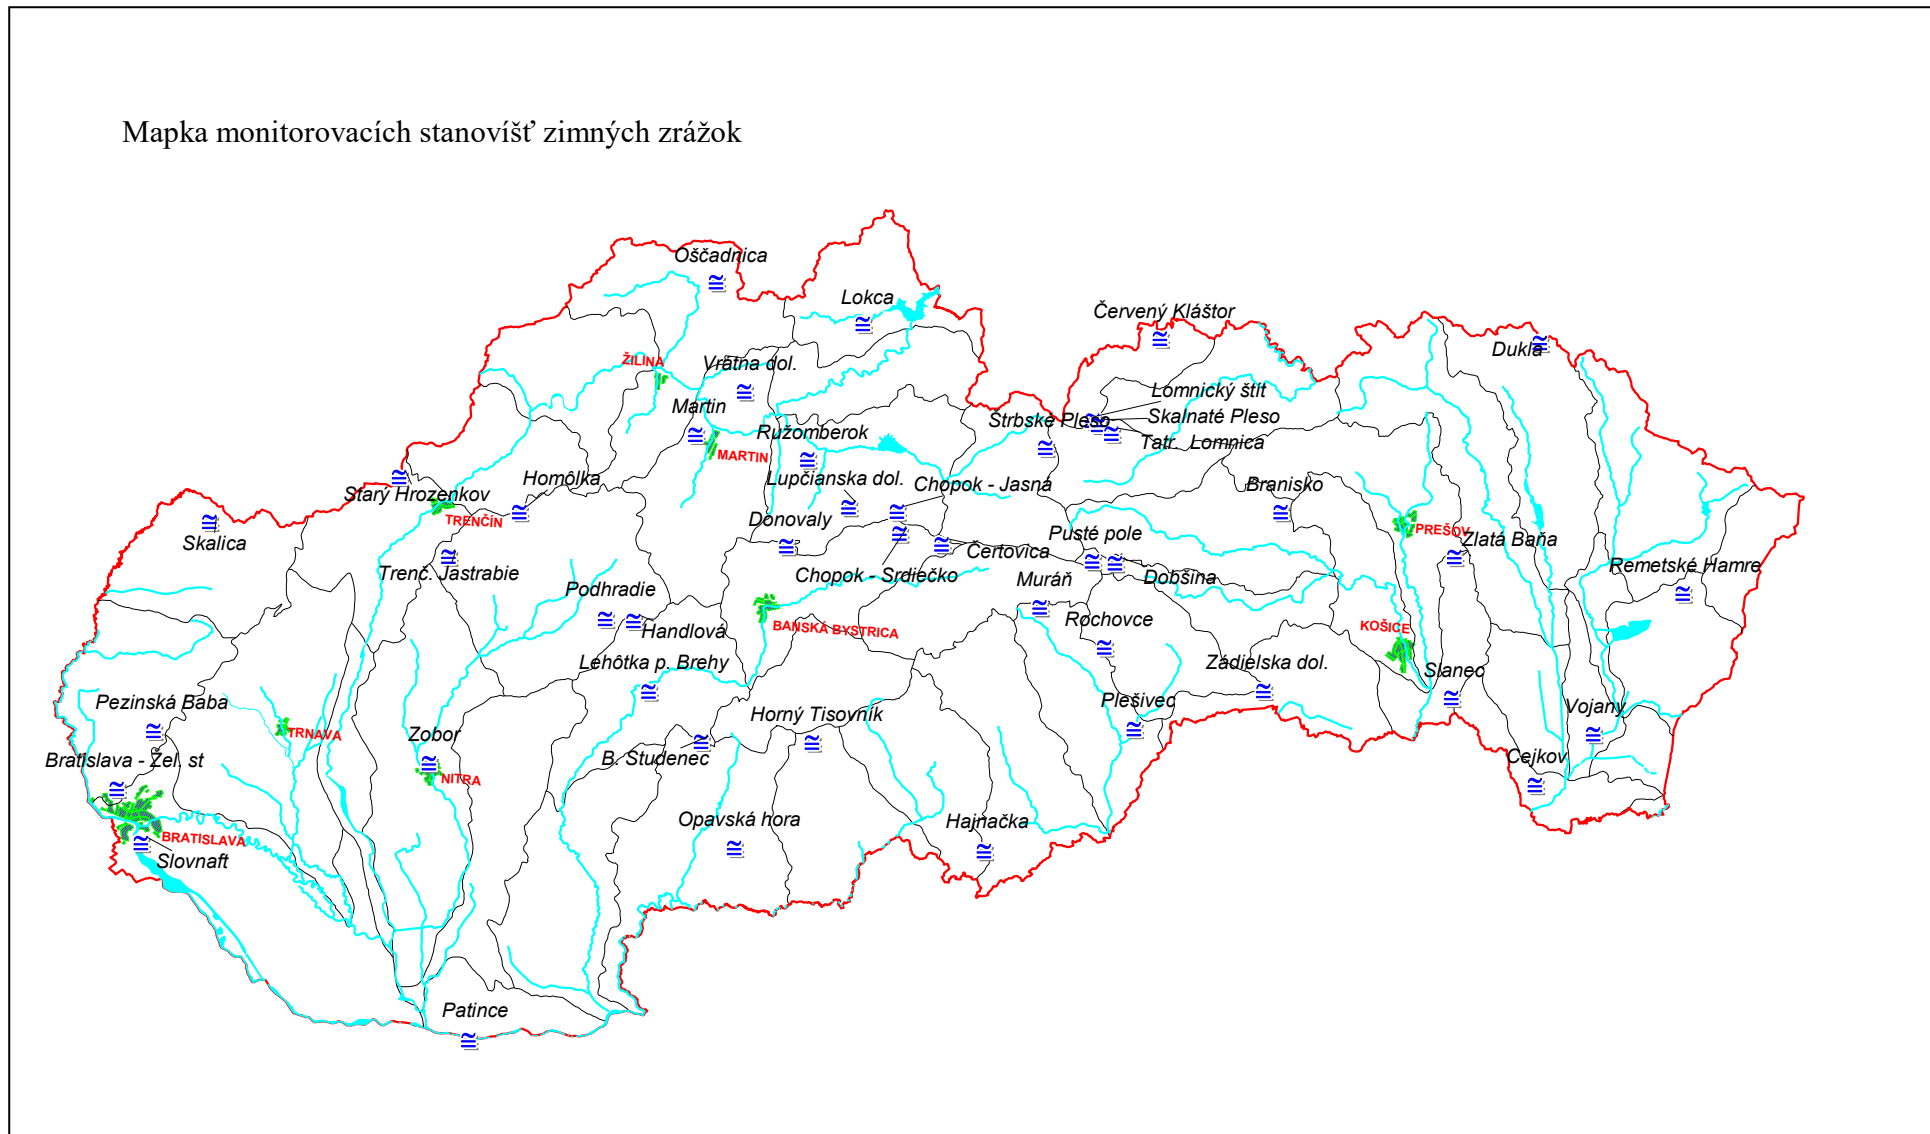 Mapka monitorovacích stanovíšť zimných zrážok
Oščadnica
Lokca
Červený Kláštor
Dukla
ŽILINA
Vrátna dol.
Lomnický štít
Skalnaté Pleso
Martin
Štrbské Pleso
Tatr. Lomnica
Ružomberok
MARTIN
Starý Hrozenkov
Homôlka
Lupčianska dol.
Chopok - Jasná
Branisko
TRENČÍN
Donovaly
PREŠOV
Skalica
Pusté pole
Zlatá Baňa
Čertovica
Trenč. Jastrabie
Chopok - Srdiečko
Muráň
Dobšina
Remetské Hamre
Podhradie
Handlová
BANSKÁ BYSTRICA
Rochovce
KOŠICE
Lehôtka p. Brehy
Zádielska dol.
Slanec
Pezinská Baba
Plešivec
Vojany
TRNAVA
Zobor
Horný Tisovník
Bratislava - Zel. st
B. Studenec
Cejkov
NITRA
Opavská hora
Hajnačka
BRATISLAVA
Slovnaft
Patince